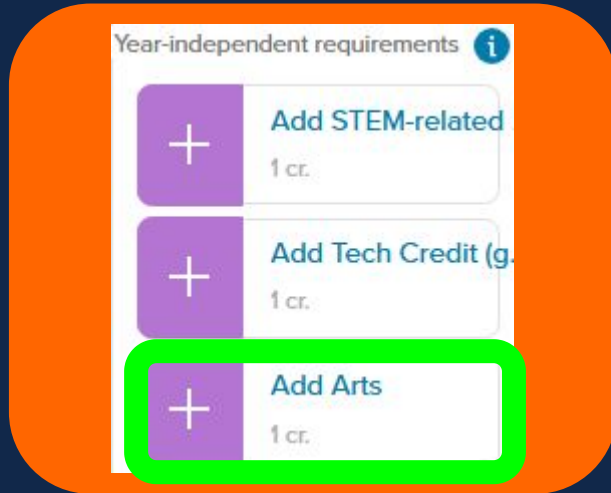 Year-independent requirements i
+ Add STEM-related
1 cr.
+ Add Tech Credit (g.
1 cr.
+ Add Arts
1 cr.